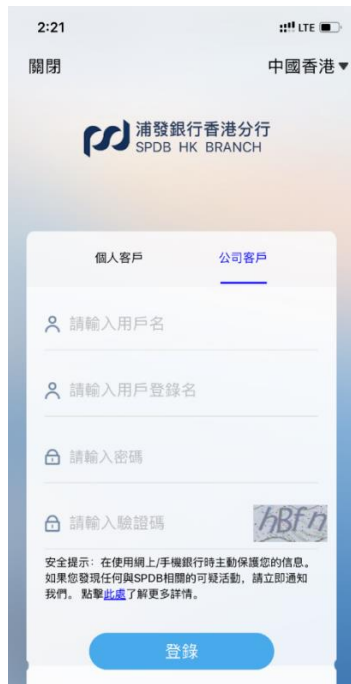 2:21
LTE
關閉
中國香港▼
浦發銀行香港分行
SPDB HK BRANCH
個人客戶
公司客戶
請輸入用戶名
請輸入用戶登錄名
請輸入密碼
請輸入驗證碼
hBfn
安全提示：在使用網上/手機銀行時主動保護您的信息。
如果您發現任何與SPDB相關的可疑活動，請立即通知
我們。 點擊此處了解更多詳情。
登錄